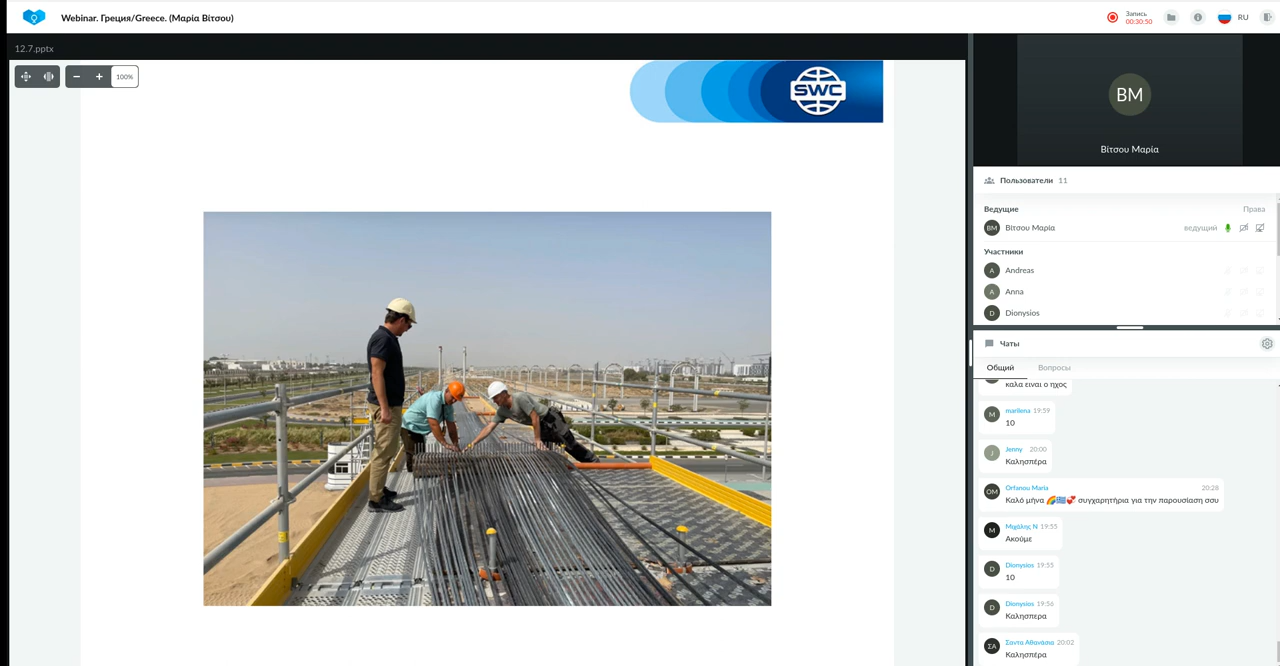 Webinar. Греция/Greece. (Μαρία Βίτσου)
Запись
00:30:50
RU
12.7.pptx
100%
SWC
BM
Βίτσου Μαρία
Пользователи 11
Ведущие Права
BM Βίτσου Μαρία ведущий
Участники
A Andreas
A Anna
D Dionysios
Чаты
Общий Вопросы
καλα ειναι ο ηχος
M marilena 19:59
10
J Jenny 20:00
Καλησπέρα
OM Orfanou Maria 20:28
Καλό μήνα 🌈🇬🇷💞 συγχαρητήρια για την παρουσίαση σου
M Μιχάλης Ν 19:55
Ακούμε
D Dionysios 19:55
10
D Dionysios 19:56
Καλησπερα
ΣΑ Σαντα Αθανάσια 20:02
Καλησπέρα